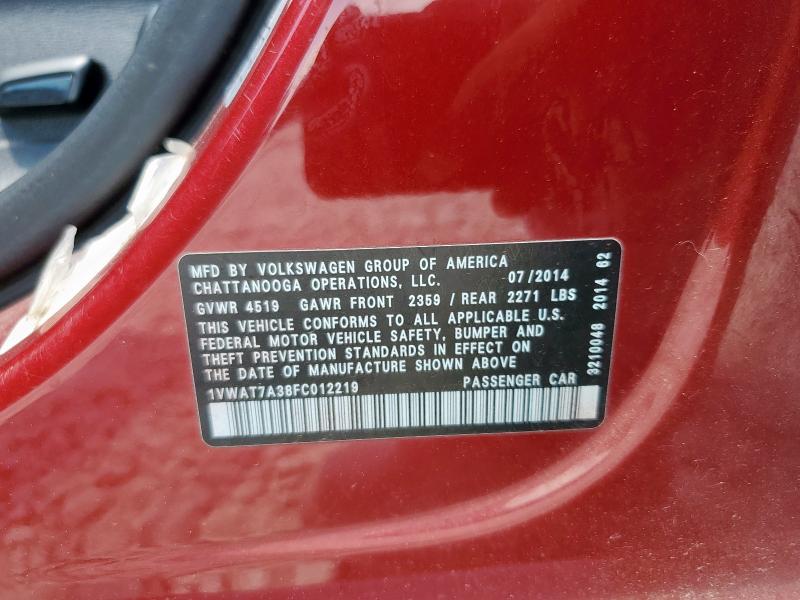 MFD BY VOLKSWAGEN GROUP OF AMERICA
CHATTANOOGA OPERATIONS, LLC. 07/2014
GVWR 4519 GAWR FRONT 2359 / REAR 2271 LBS
THIS VEHICLE CONFORMS TO ALL APPLICABLE U.S.
FEDERAL MOTOR VEHICLE SAFETY, BUMPER AND
THEFT PREVENTION STANDARDS IN EFFECT ON
THE DATE OF MANUFACTURE SHOWN ABOVE
1VWAT7A38FC012219 PASSENGER CAR
3210048 2014 62